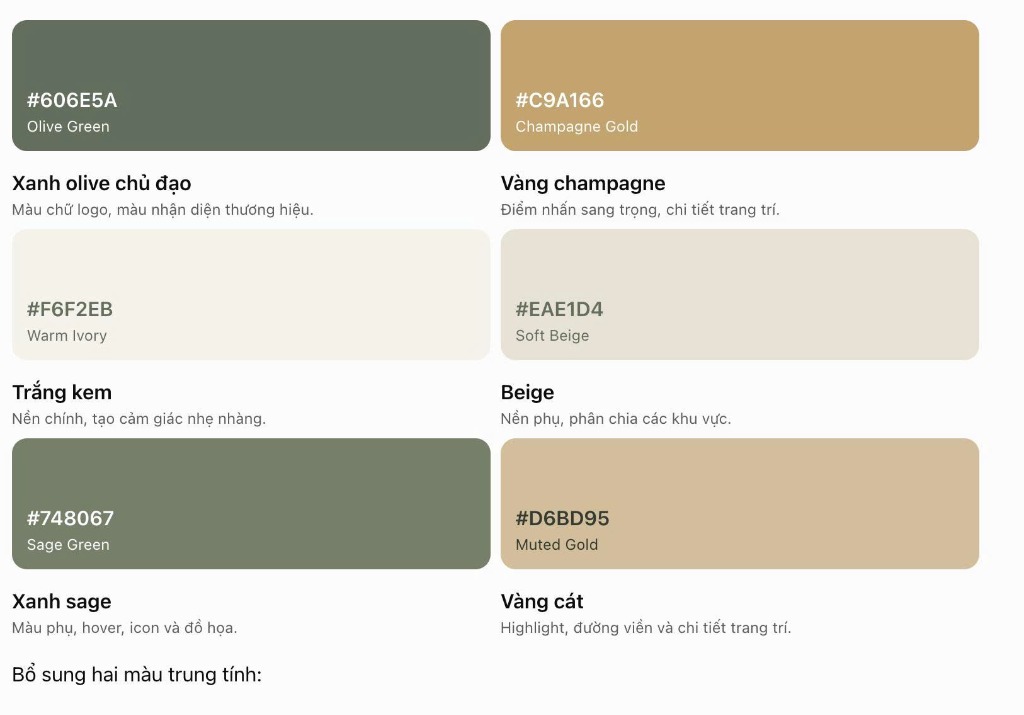 #606E5A
Olive Green
#C9A166
Champagne Gold
Xanh olive chủ đạo
Màu chữ logo, màu nhận diện thương hiệu.
Vàng champagne
Điểm nhấn sang trọng, chi tiết trang trí.
#F6F2EB
Warm Ivory
#EAE1D4
Soft Beige
Trắng kem
Nền chính, tạo cảm giác nhẹ nhàng.
Beige
Nền phụ, phân chia các khu vực.
#748067
Sage Green
#D6BD95
Muted Gold
Xanh sage
Màu phụ, hover, icon và đồ họa.
Vàng cát
Highlight, đường viền và chi tiết trang trí.
Bổ sung hai màu trung tính: